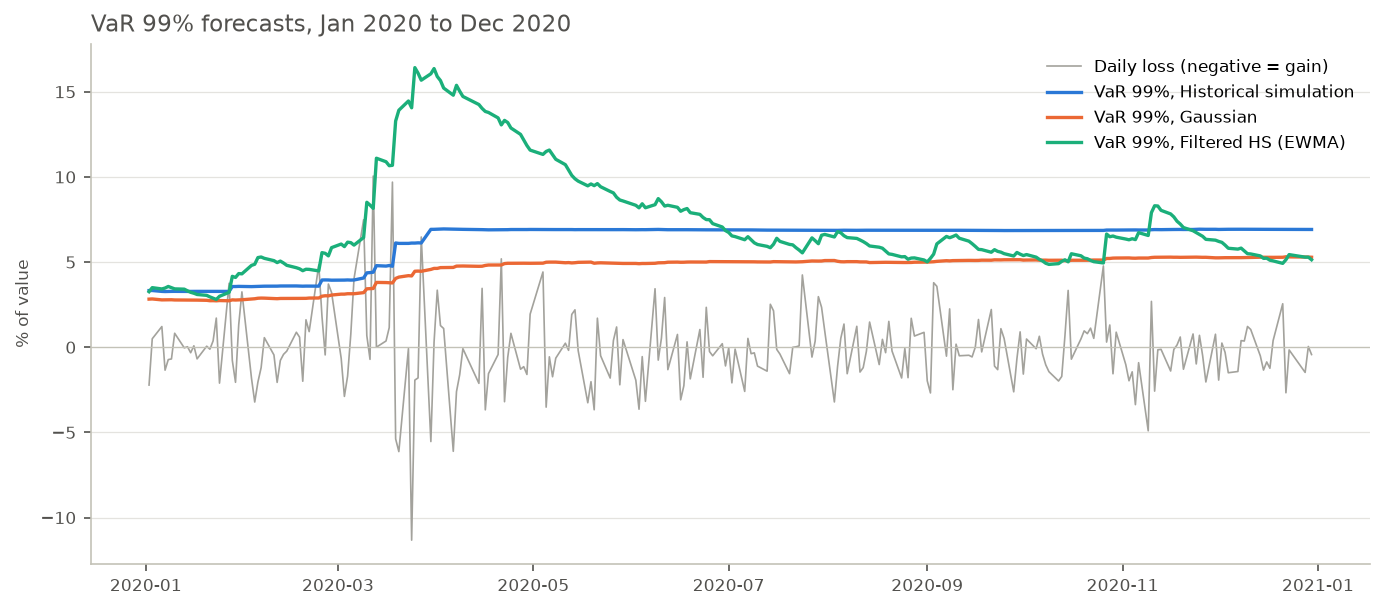 VaR 99% forecasts, Jan 2020 to Dec 2020
Daily loss (negative = gain)
VaR 99%, Historical simulation
VaR 99%, Gaussian
VaR 99%, Filtered HS (EWMA)
% of value
15
10
5
0
−5
−10
2020-01
2020-03
2020-05
2020-07
2020-09
2020-11
2021-01